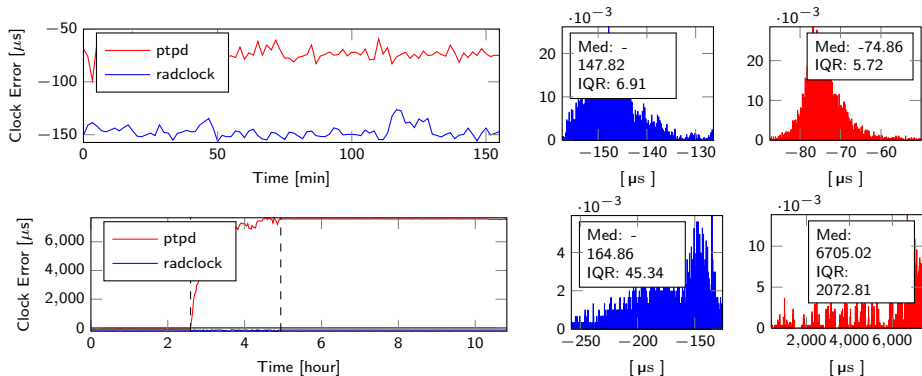 Clock Error [µs]
−50
−100
−150
ptpd
radclock
0 50 100 150
Time [min]
·10−3
20
10
0
Med: -
147.82
IQR: 6.91
−150 −140 −130
[ µs ]
·10−3
20
10
0
Med: -74.86
IQR: 5.72
−80 −70 −60
[ µs ]
Clock Error [µs]
6,000
4,000
2,000
0
ptpd
radclock
0 2 4 6 8 10
Time [hour]
·10−3
4
2
0
Med: -
164.86
IQR: 45.34
−250 −200 −150
[ µs ]
·10−3
10
5
0
Med:
6705.02
IQR:
2072.81
2,000 4,000 6,000
[ µs ]